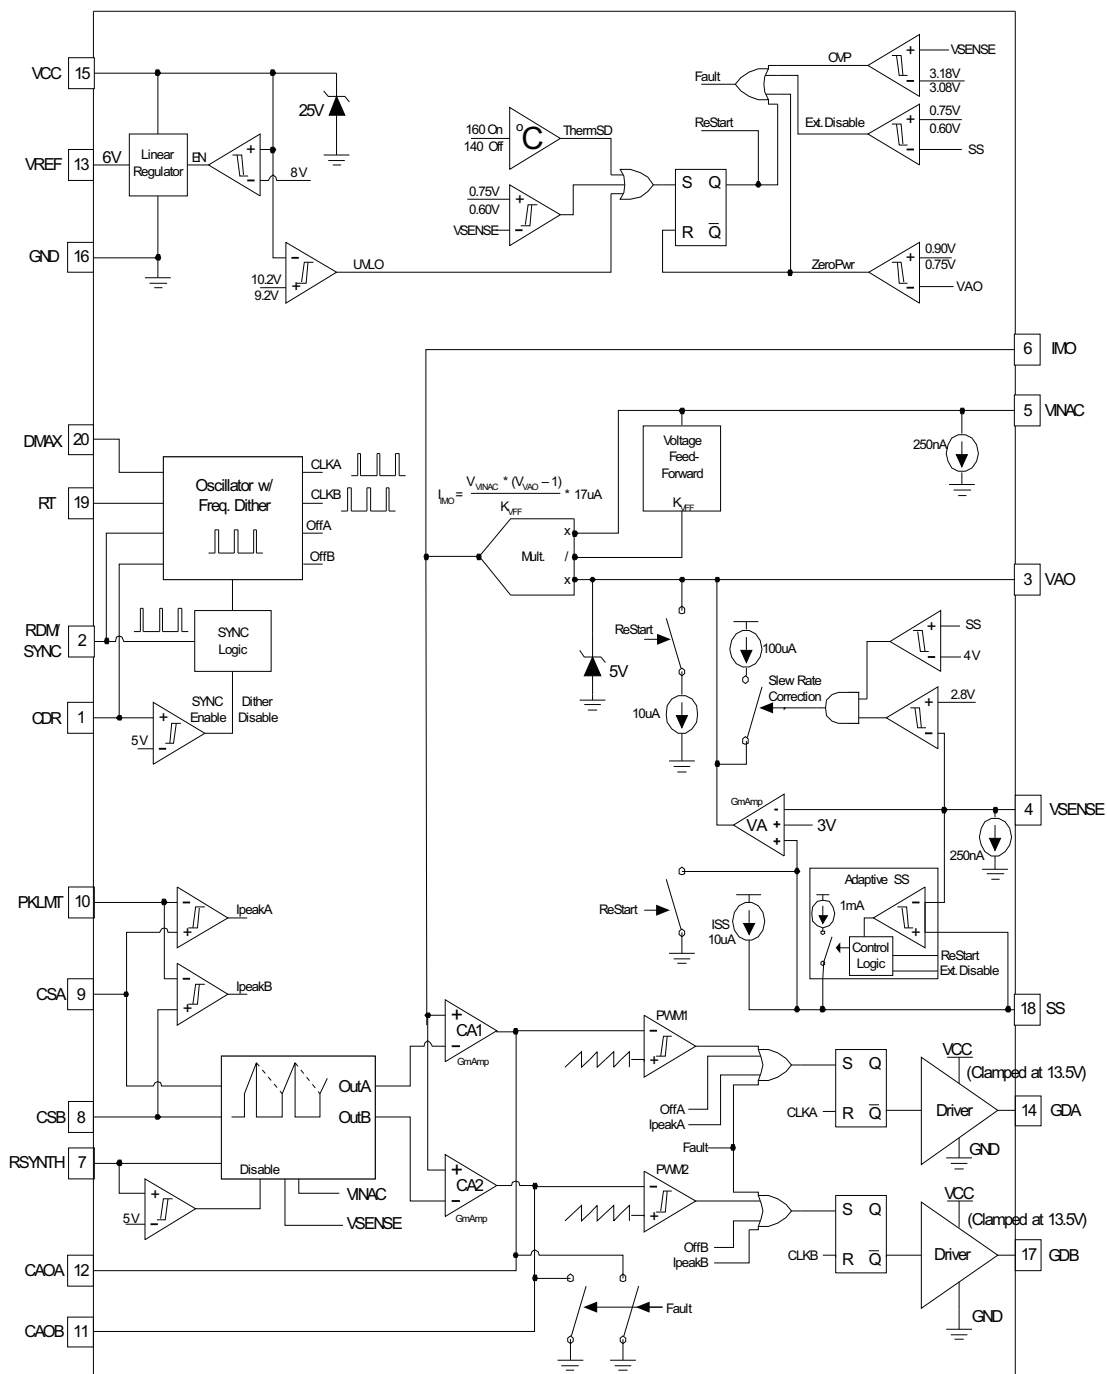 VCC 15
25V
VREF 13 6V
Linear
Regulator
EN
8V
GND 16
10.2V
9.2V
UVLO
160 On
140 Off
°C
ThermSD
0.75V
0.60V
VSENSE
S Q
R Q
ReStart
Fault
OVP
VSENSE
3.18V
3.08V
Ext. Disable
0.75V
0.60V
SS
ZeroPwr
0.90V
0.75V
VAO
6 IMO
5 VINAC
250nA
Voltage
Feed-
Forward
KVFF
IIMO = VVINAC * (VVAO – 1)
KVFF
* 17uA
Mult.
x
/
x
3 VAO
DMAX 20
RT 19
Oscillator w/
Freq. Dither
CLKA
CLKB
OffA
OffB
RDM/
SYNC
2
SYNC
Logic
CDR 1
SYNC
Enable
Dither
Disable
5V
ReStart
5V
10uA
100uA
Slew Rate
Correction
SS
4V
2.8V
GmAmp
VA
3V
4 VSENSE
250nA
Adaptive SS
1mA
Control
Logic
ReStart
Ext. Disable
ReStart
ISS
10uA
18 SS
PKLMT 10
IpeakA
IpeakB
CSA 9
CSB 8
RSYNTH 7
OutA
OutB
Disable
5V
VINAC
VSENSE
CA1
GmAmp
CA2
GmAmp
PWM1
OffA
IpeakA
Fault
CLKA
S Q
R Q
VCC
(Clamped at 13.5V)
Driver
14 GDA
GND
PWM2
OffB
IpeakB
CLKB
S Q
R Q
VCC
(Clamped at 13.5V)
Driver
17 GDB
GND
CAOA 12
CAOB 11
Fault